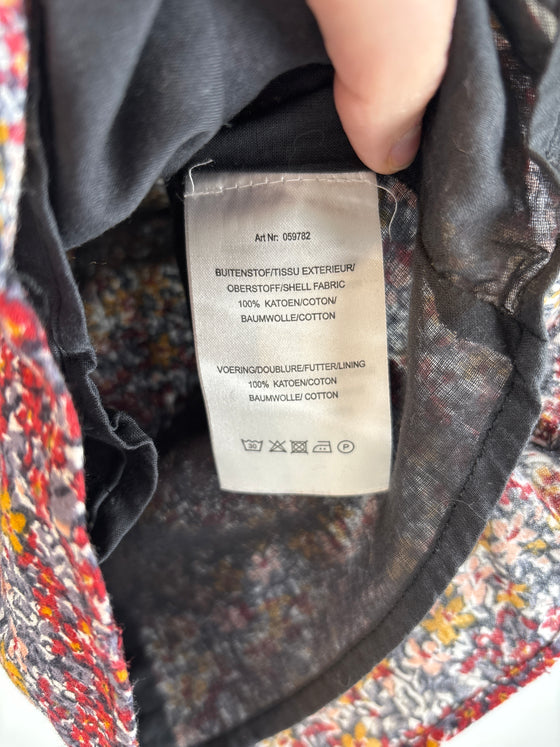 Art Nr: 059782
BUITENSTOF/TISSU EXTERIEUR/
OBERSTOFF/SHELL FABRIC
100% KATOEN/COTON/
BAUMWOLLE/COTTON
VOERING/DOUBLURE/FUTTER/LINING
100% KATOEN/COTON
BAUMWOLLE/ COTTON
30 P